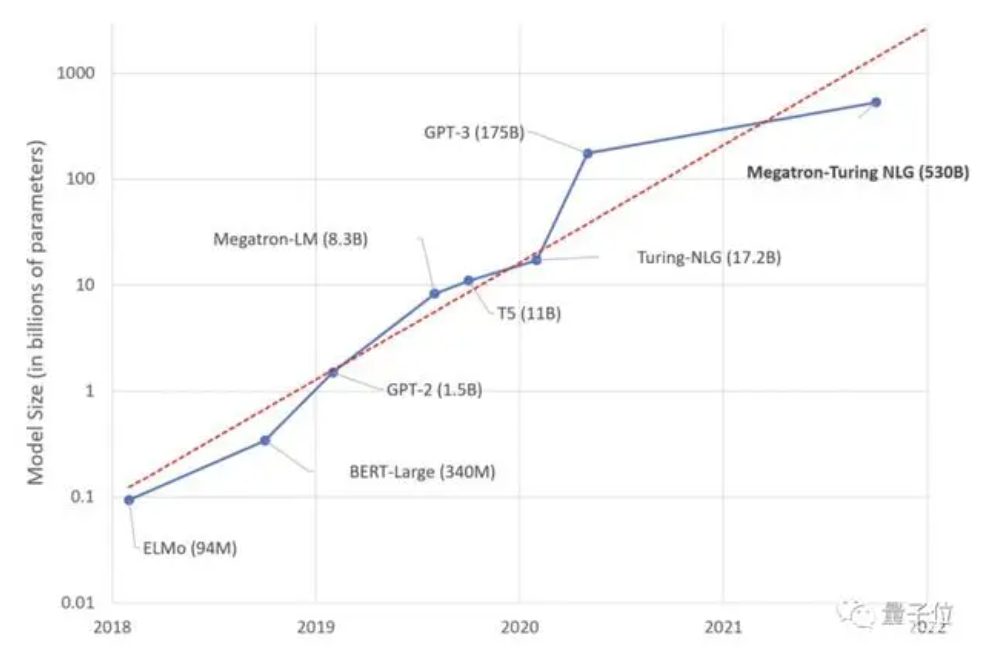 Model Size (in billions of parameters)
1000
100
10
1
0.1
0.01
GPT-3 (175B)
Megatron-Turing NLG (530B)
Megatron-LM (8.3B)
Turing-NLG (17.2B)
T5 (11B)
GPT-2 (1.5B)
BERT-Large (340M)
ELMo (94M)
2018
2019
2020
2021
2022
量子位